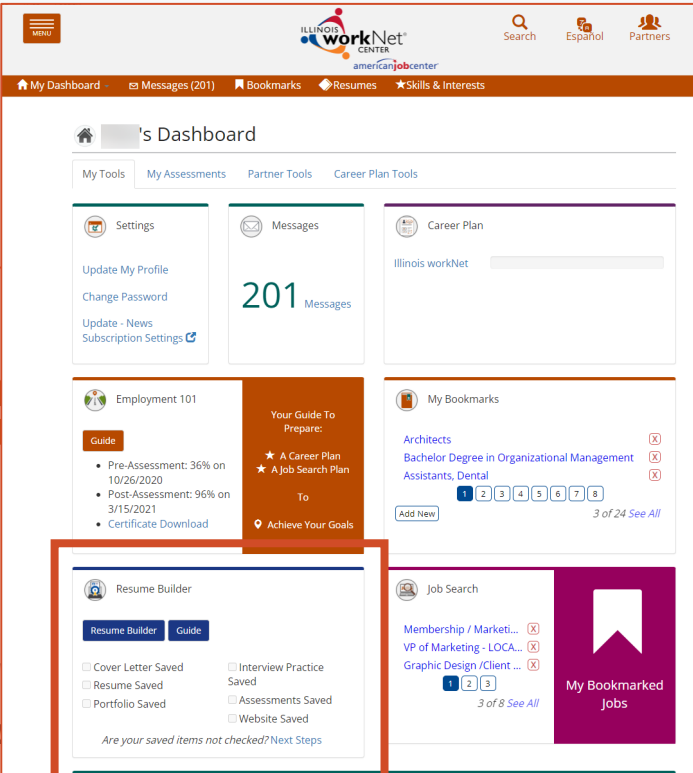 MENU
ILLINOIS
workNet®
CENTER
americanjobcenter
Search
Español
Partners
My Dashboard
Messages (201)
Bookmarks
Resumes
Skills & Interests
's Dashboard
My Tools
My Assessments
Partner Tools
Career Plan Tools
Settings
Update My Profile
Change Password
Update - News
Subscription Settings
Messages
201 Messages
Career Plan
Illinois workNet
Employment 101
Guide
Pre-Assessment: 36% on
10/26/2020
Post-Assessment: 96% on
3/15/2021
Certificate Download
Your Guide To
Prepare:
A Career Plan
A Job Search Plan
To
Achieve Your Goals
My Bookmarks
Architects X
Bachelor Degree in Organizational Management X
Assistants, Dental X
1 2 3 4 5 6 7 8
Add New
3 of 24 See All
Resume Builder
Resume Builder Guide
Cover Letter Saved
Resume Saved
Portfolio Saved
Interview Practice
Saved
Assessments Saved
Website Saved
Are your saved items not checked? Next Steps
Job Search
Membership / Marketi... X
VP of Marketing - LOCA... X
Graphic Design /Client ... X
1 2 3
3 of 8 See All
My Bookmarked
Jobs